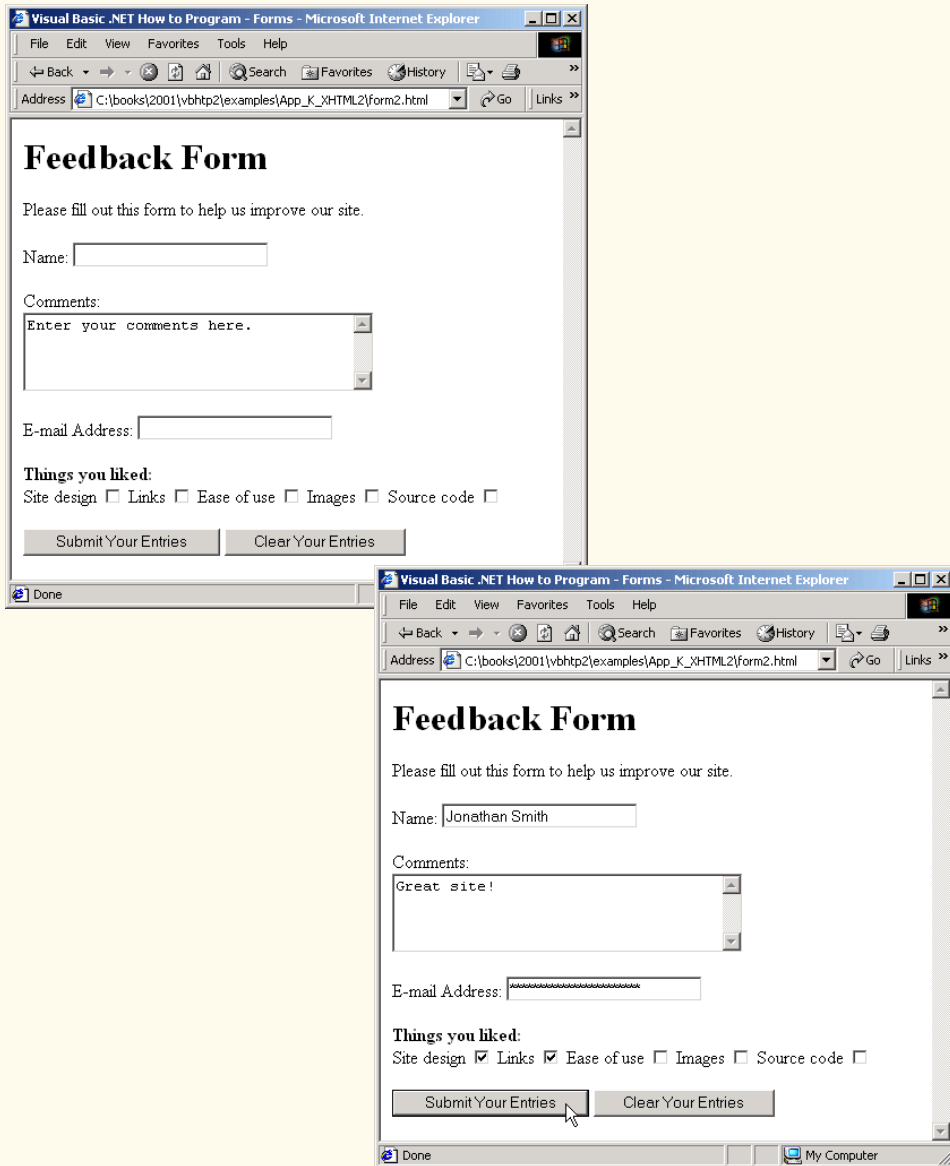 Visual Basic .NET How to Program - Forms - Microsoft Internet Explorer
File Edit View Favorites Tools Help
Back Search Favorites History »
Address C:\books\2001\vbhtp2\examples\App_K_XHTML2\form2.html Go Links »
Feedback Form
Please fill out this form to help us improve our site.
Name:
Comments:
Enter your comments here.
E-mail Address:
Things you liked:
Site design Links Ease of use Images Source code
Submit Your Entries Clear Your Entries
Done
Visual Basic .NET How to Program - Forms - Microsoft Internet Explorer
File Edit View Favorites Tools Help
Back Search Favorites History »
Address C:\books\2001\vbhtp2\examples\App_K_XHTML2\form2.html Go Links »
Feedback Form
Please fill out this form to help us improve our site.
Name: Jonathan Smith
Comments:
Great site!
E-mail Address: *************************
Things you liked:
Site design Links Ease of use Images Source code
Submit Your Entries Clear Your Entries
Done My Computer